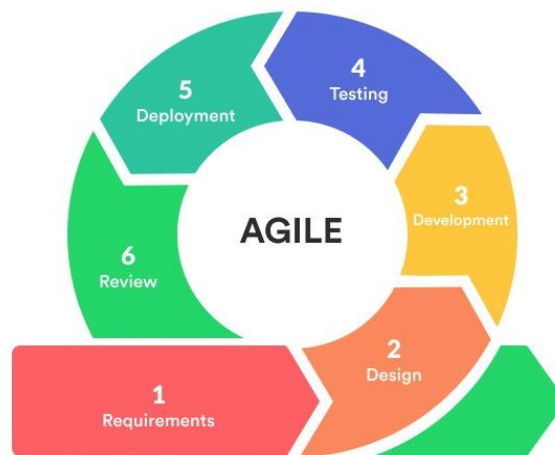 5
Deployment
4
Testing
3
Development
AGILE
6
Review
2
Design
1
Requirements